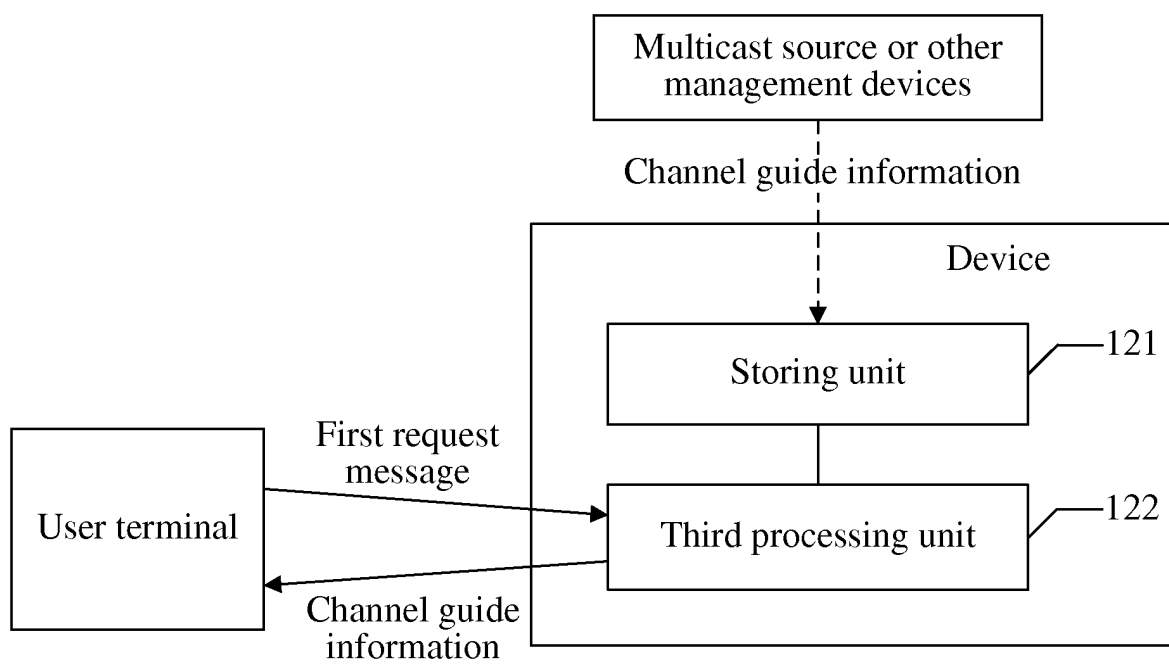 Multicast source or other
management devices
Channel guide information
Device
Storing unit
121
First request
message
User terminal
Third processing unit
122
Channel guide
information